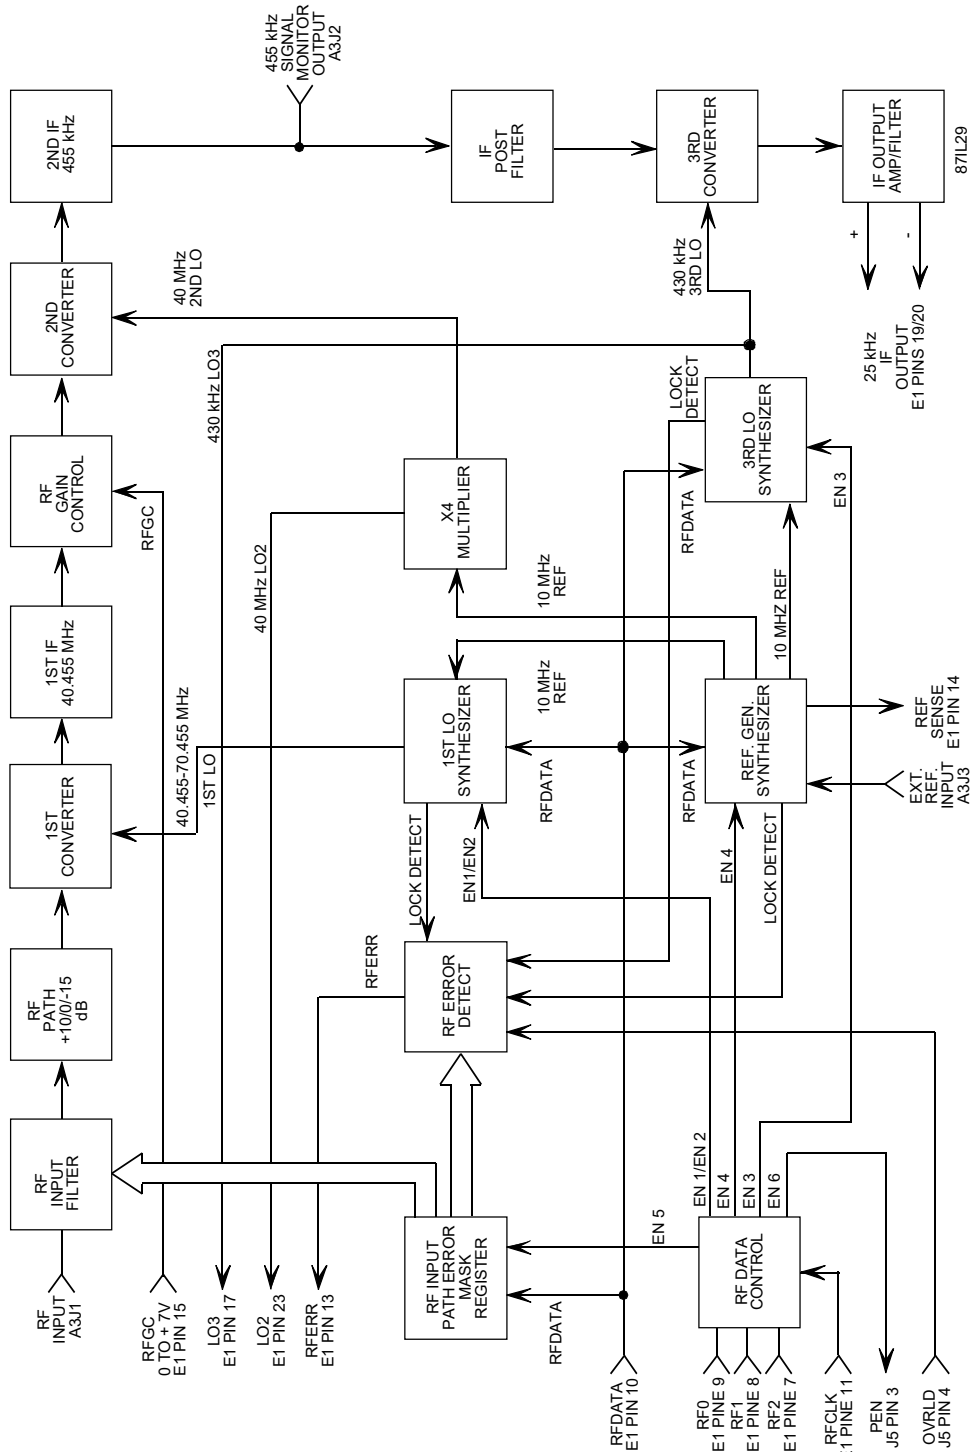 RF
INPUT
A3J1
RF
INPUT
FILTER
RF
PATH
+10/0/-15
dB
1ST
CONVERTER
1ST IF
40.455 MHz
RF
GAIN
CONTROL
2ND
CONVERTER
2ND IF
455 kHz
455 kHz
SIGNAL
MONITOR
OUTPUT
A3J2
RFGC
0 TO + 7V
E1 PIN 15
RFGC
40.455-70.455 MHz
1ST LO
40 MHz
2ND LO
LO3
E1 PIN 17
430 kHz LO3
LO2
E1 PIN 23
40 MHz LO2
RFERR
E1 PIN 13
RFERR
RF INPUT
PATH ERROR
MASK
REGISTER
RF ERROR
DETECT
LOCK DETECT
EN1/EN2
1ST LO
SYNTHESIZER
X4
MULTIPLIER
IF
POST
FILTER
RFDATA
RFDATA
10 MHz
REF
10 MHz
REF
RFDATA
E1 PIN 10
EN 5
RFDATA
RFDATA
LOCK
DETECT
430 kHz
3RD LO
3RD
CONVERTER
RF0
E1 PINE 9
RF1
E1 PINE 8
RF2
E1 PINE 7
RF DATA
CONTROL
EN 1/EN 2
EN 4
EN 3
EN 6
EN 4
LOCK DETECT
REF. GEN.
SYNTHESIZER
10 MHZ REF
3RD LO
SYNTHESIZER
EN 3
RFCLK
E1 PINE 11
PEN
J5 PIN 3
OVRLD
J5 PIN 4
EXT.
REF.
INPUT
A3J3
REF
SENSE
E1 PIN 14
25 kHz
IF
OUTPUT
E1 PINS 19/20
+
-
IF OUTPUT
AMP/FILTER
871L29